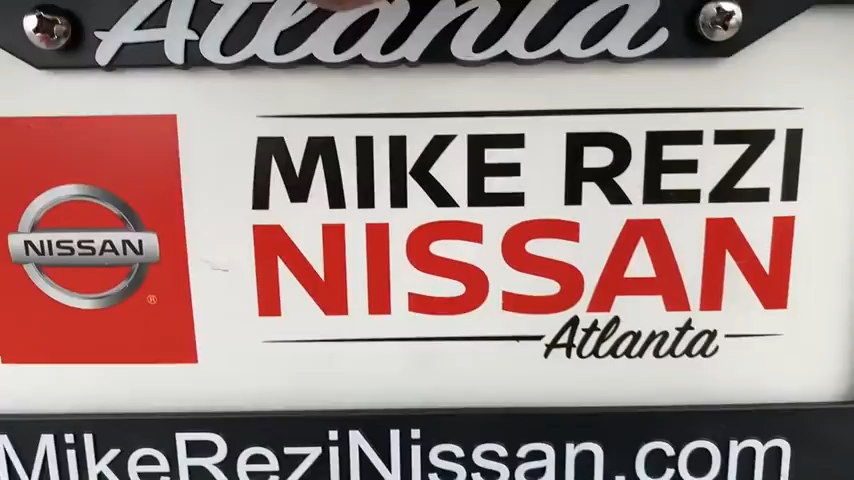 Atlanta
MIKE REZI
NISSAN
NISSAN
®
Atlanta
MikeReziNissan.com